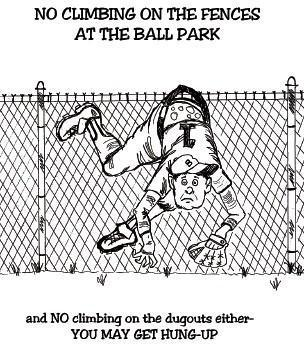 NO CLIMBING ON THE FENCES
AT THE BALL PARK
L
and NO climbing on the dugouts either-
YOU MAY GET HUNG-UP